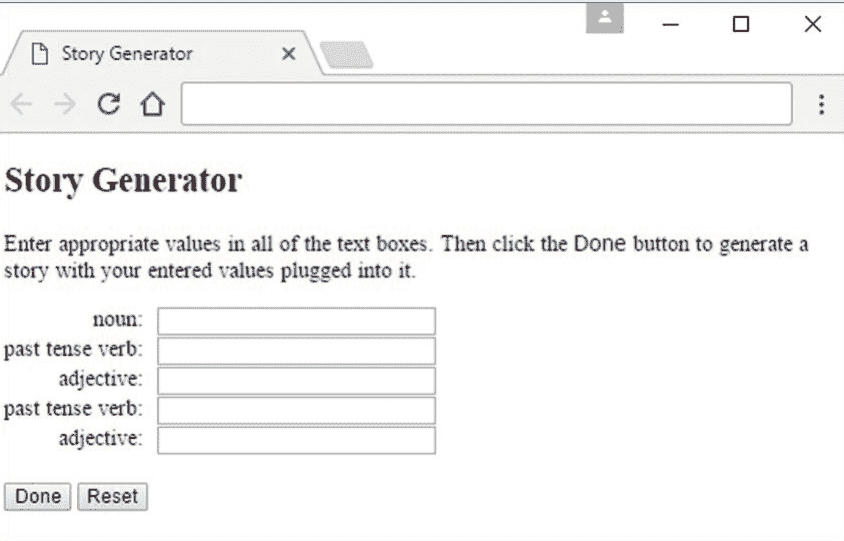 Story Generator
Story Generator
Enter appropriate values in all of the text boxes. Then click the Done button to generate a
story with your entered values plugged into it.
noun:
past tense verb:
adjective:
past tense verb:
adjective:
Done Reset